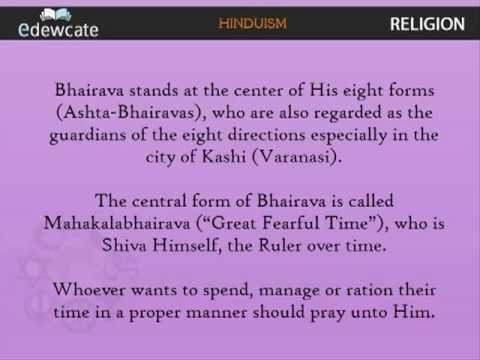 edewcate
HINDUISM
RELIGION
Bhairava stands at the center of His eight forms
(Ashta-Bhairavas), who are also regarded as the
guardians of the eight directions especially in the
city of Kashi (Varanasi).
The central form of Bhairava is called
Mahakalabhairava (“Great Fearful Time”), who is
Shiva Himself, the Ruler over time.
Whoever wants to spend, manage or ration their
time in a proper manner should pray unto Him.